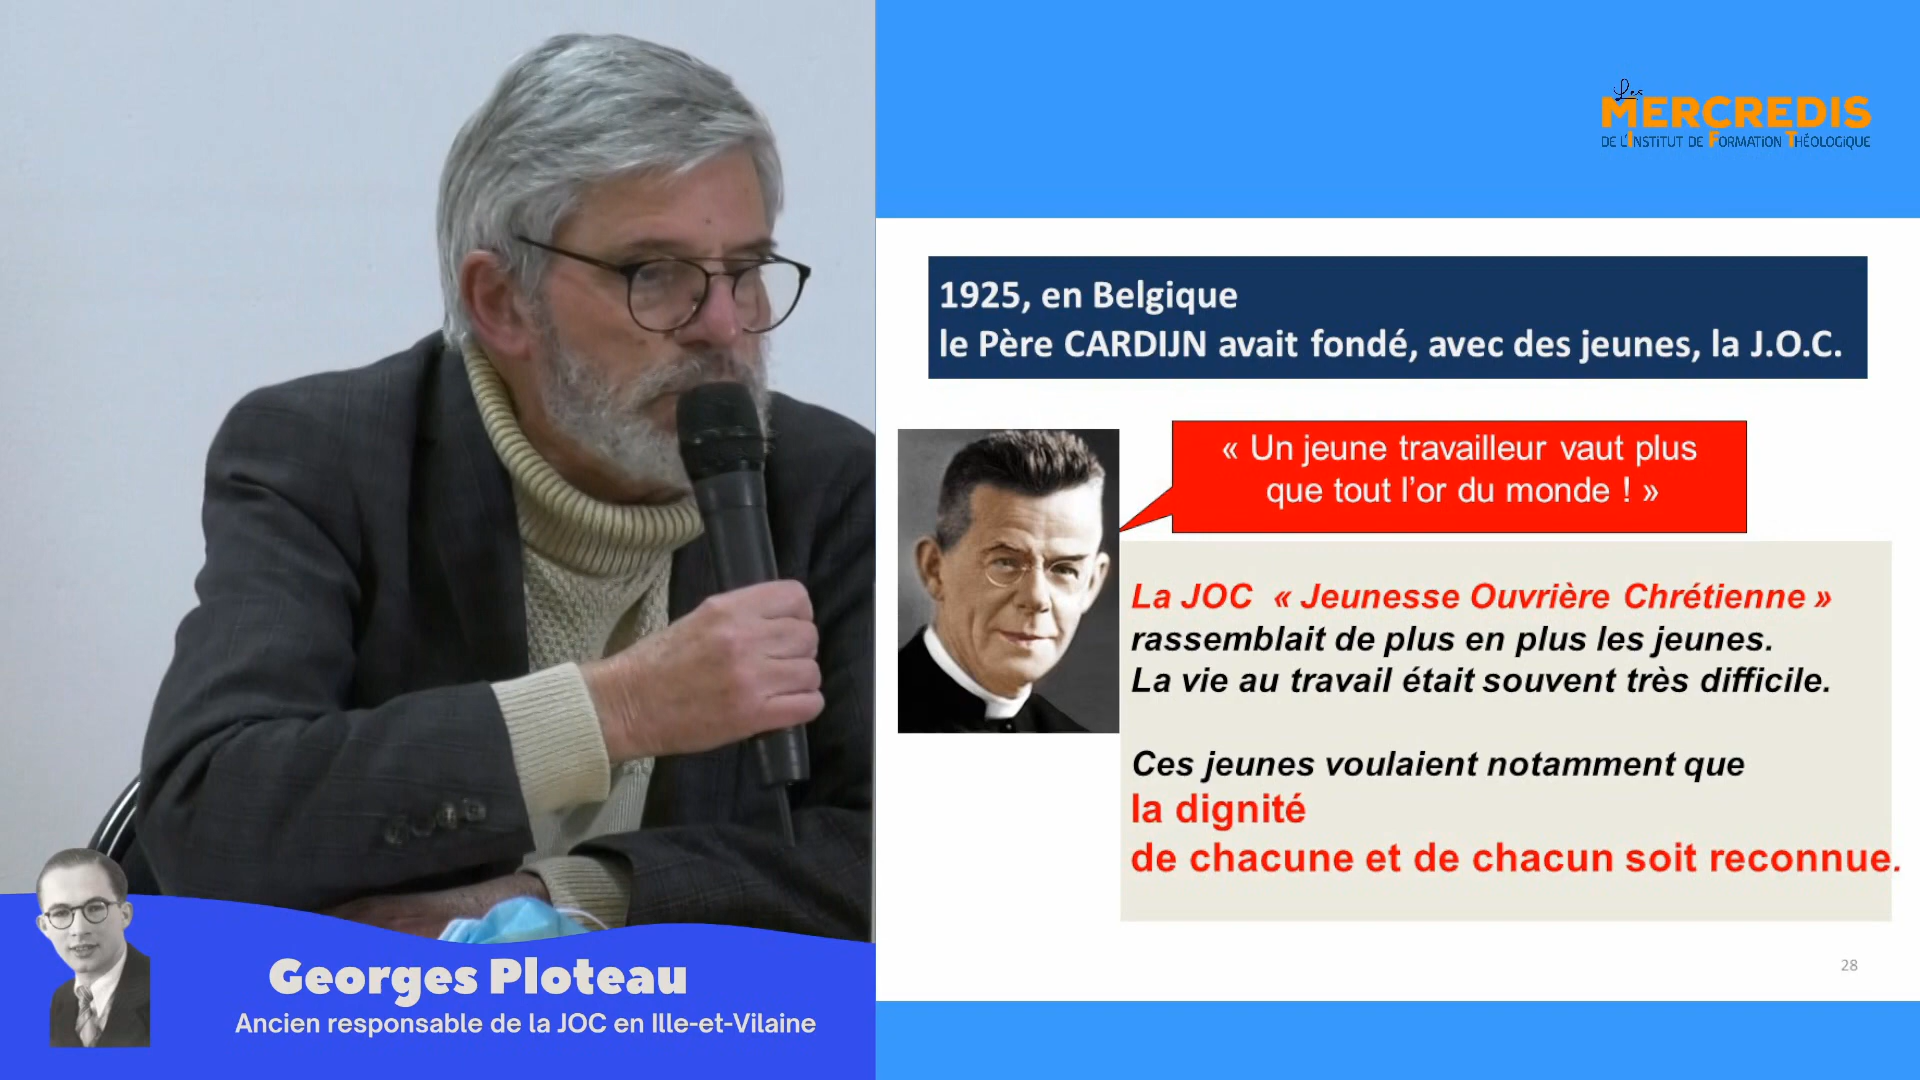 Les
MERCREDIS
DE L'INSTITUT DE FORMATION THÉOLOGIQUE
1925, en Belgique
le Père CARDIJN avait fondé, avec des jeunes, la J.O.C.
« Un jeune travailleur vaut plus
que tout l’or du monde ! »
La JOC « Jeunesse Ouvrière Chrétienne »
rassemblait de plus en plus les jeunes.
La vie au travail était souvent très difficile.
Ces jeunes voulaient notamment que
la dignité
de chacune et de chacun soit reconnue.
28
Georges Ploteau
Ancien responsable de la JOC en Ille-et-Vilaine